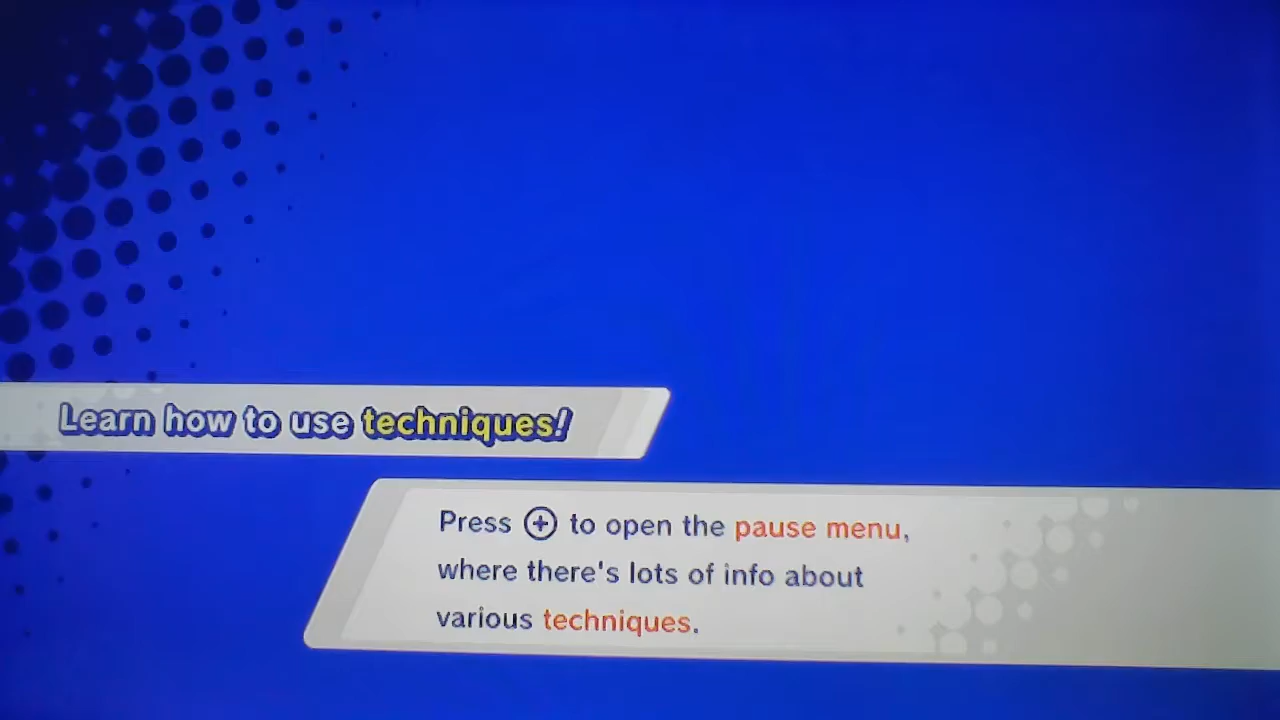 Learn how to use techniques!
Press ⊕ to open the pause menu,
where there's lots of info about
various techniques.